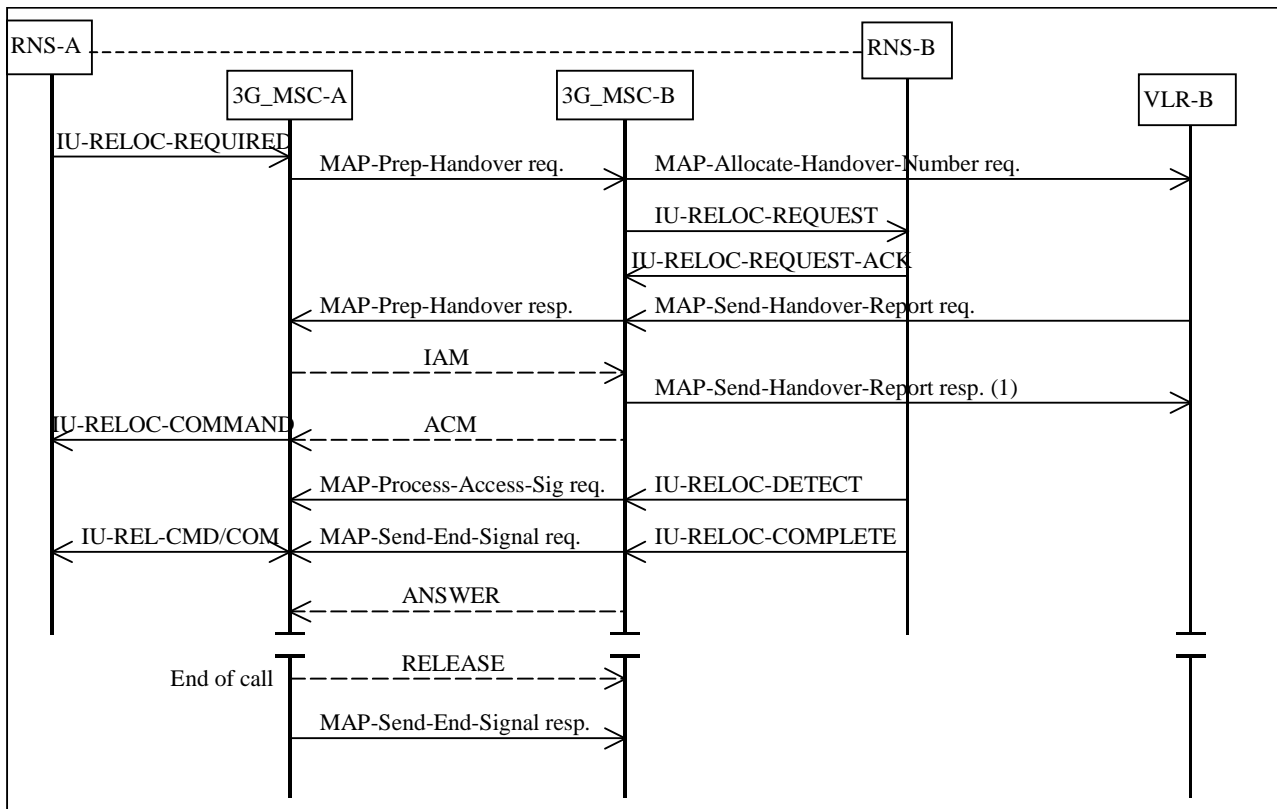 RNS-A
RNS-B
3G_MSC-A
3G_MSC-B
VLR-B
IU-RELOC-REQUIRED
MAP-Prep-Handover req.
MAP-Allocate-Handover-Number req.
IU-RELOC-REQUEST
IU-RELOC-REQUEST-ACK
MAP-Prep-Handover resp.
MAP-Send-Handover-Report req.
IAM
MAP-Send-Handover-Report resp. (1)
IU-RELOC-COMMAND
ACM
MAP-Process-Access-Sig req.
IU-RELOC-DETECT
IU-REL-CMD/COM
MAP-Send-End-Signal req.
IU-RELOC-COMPLETE
ANSWER
RELEASE
End of call
MAP-Send-End-Signal resp.